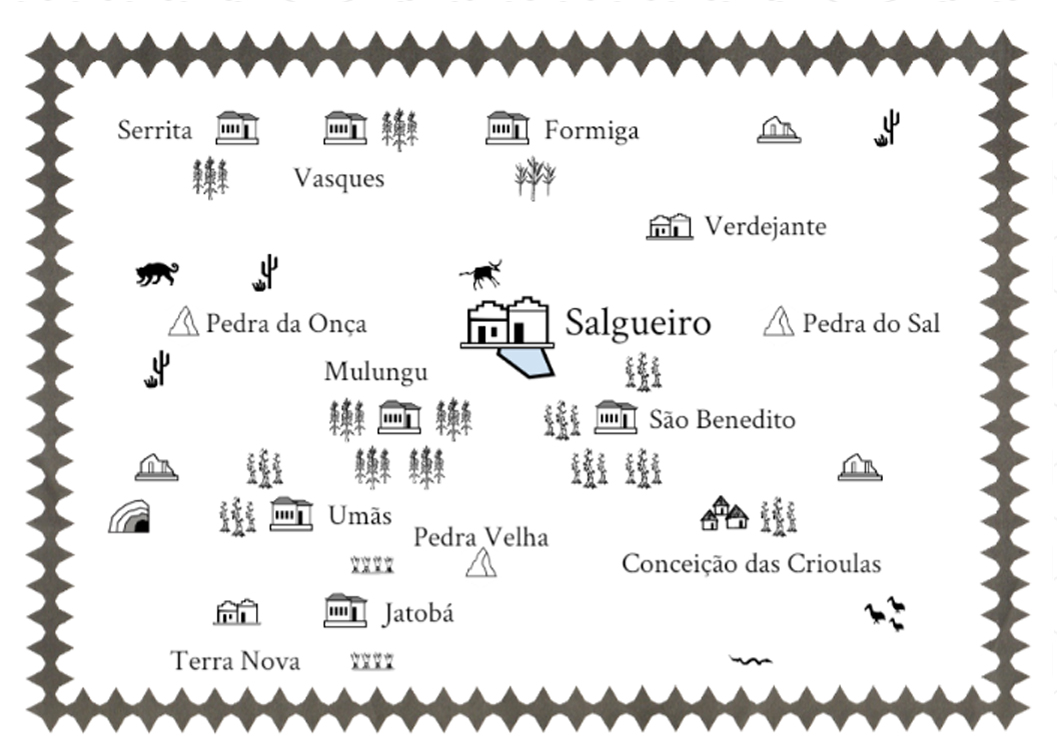 Serrita
Formiga
Vasques
Verdejante
Pedra da Onça
Salgueiro
Pedra do Sal
Mulungu
São Benedito
Umãs
Pedra Velha
Conceição das Crioulas
Jatobá
Terra Nova